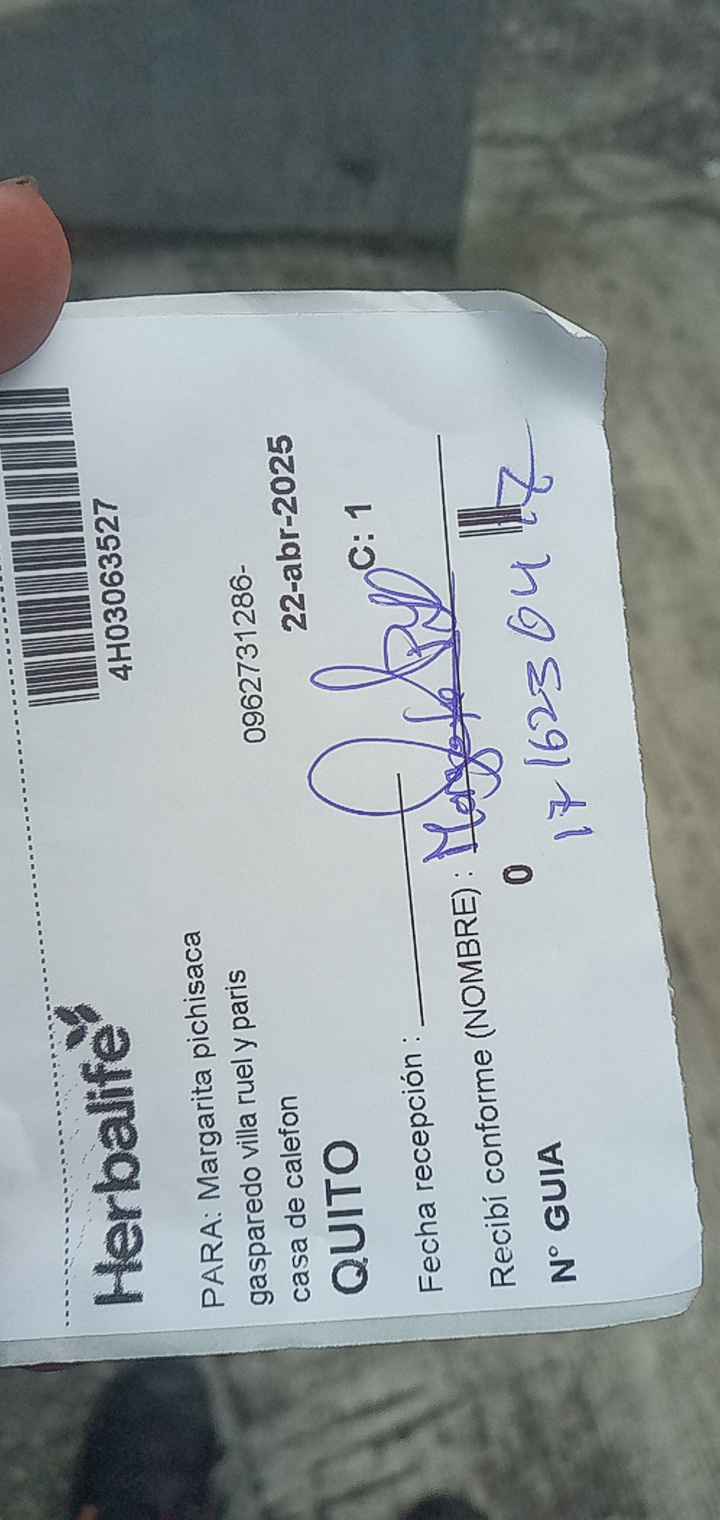 4H03063527
Herbalife
PARA: Margarita pichisaca
gasparedo villa ruel y paris
0962731286-
casa de calefon
22-abr-2025
QUITO
C: 1
Fecha recepción :
Recibí conforme (NOMBRE) : Margarita
0
N° GUIA